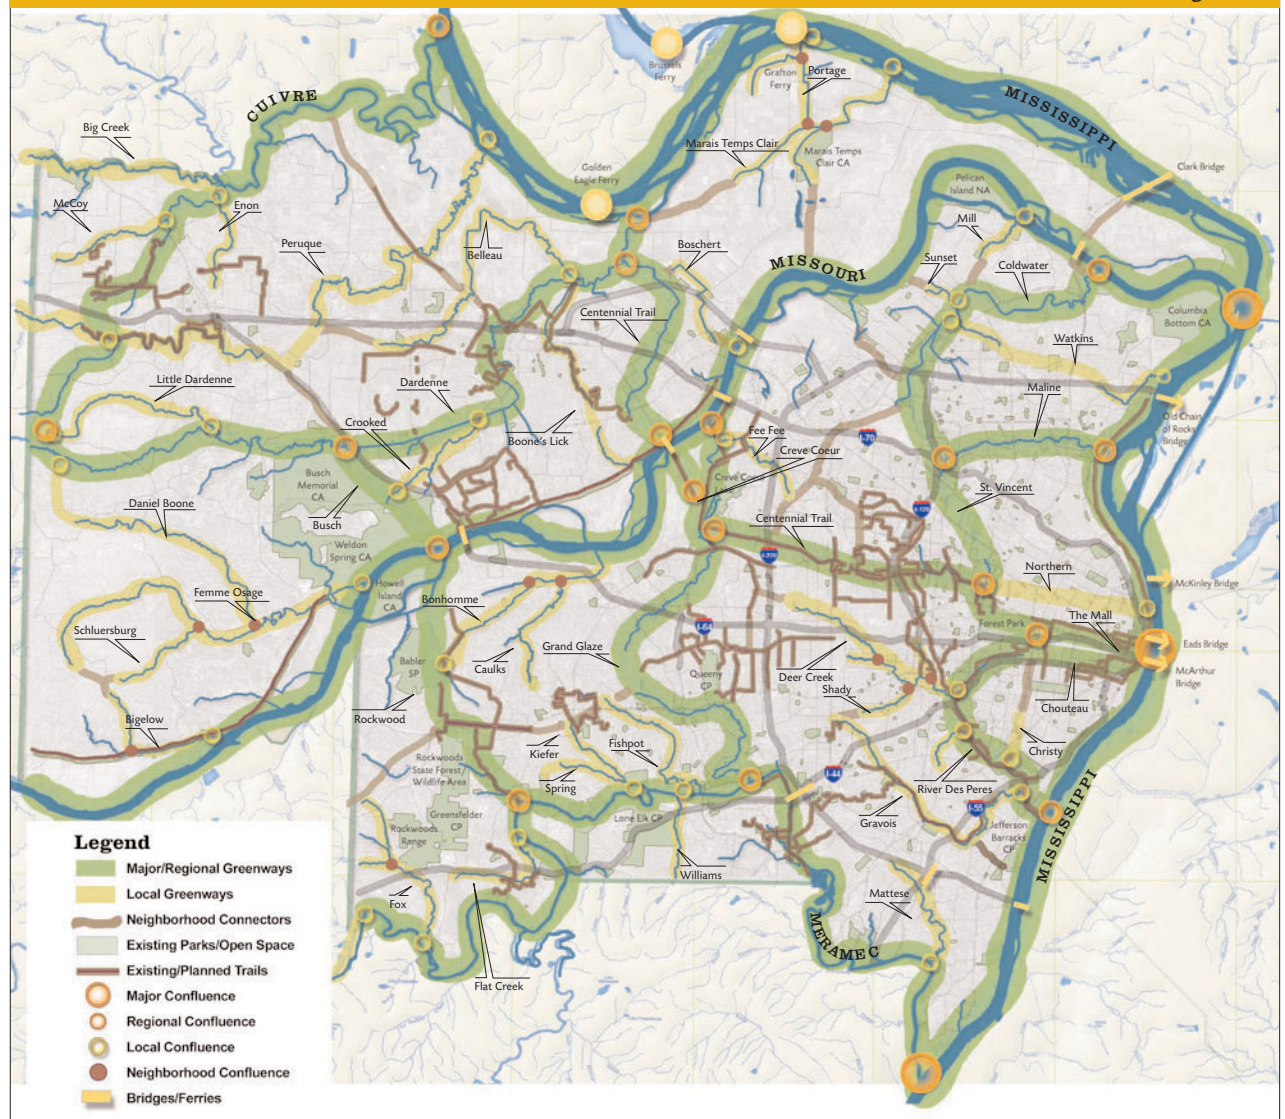 CUIVRE
Big Creek
McCoy
Enon
Peruque
Belleau
Brussels
Ferry
Grafton
Ferry
Portage
Marais Temps Clair
Marais Temps
Clair CA
MISSISSIPPI
Clark Bridge
Golden
Eagle Ferry
Pelican
Island NA
Mill
Boschert
MISSOURI
Sunset
Coldwater
Columbia
Bottom CA
Centennial Trail
Watkins
Little Dardenne
Dardenne
Maline
Crooked
Boone's Lick
Old Chain
of Rocks
Bridge
Fee Fee
I-70
Creve Coeur
Busch
Memorial
CA
Creve Coeur
Busch
Daniel Boone
St. Vincent
I-170
Centennial Trail
Weldon
Spring CA
I-270
Northern
McKinley Bridge
Howell
Island
CA
Femme Osage
Bonhomme
Schluersburg
I-64
Forest Park
The Mall
Grand Glaze
Caulks
Eads Bridge
Babler
SP
Queeny
CP
Deer Creek
McArthur
Bridge
Shady
Rockwood
Chouteau
Bigelow
Kiefer
Fishpot
Christy
Rockwoods
State Forest/
Wildlife Area
Spring
I-44
River Des Peres
MISSISSIPPI
Greensfelder
CP
Lone Elk CP
Gravois
I-55
Rockwoods
Range
Jefferson
Barracks
CP
Williams
Fox
Mattese
MERAMEC
Flat Creek
Legend
Major/Regional Greenways
Local Greenways
Neighborhood Connectors
Existing Parks/Open Space
Existing/Planned Trails
Major Confluence
Regional Confluence
Local Confluence
Neighborhood Confluence
Bridges/Ferries